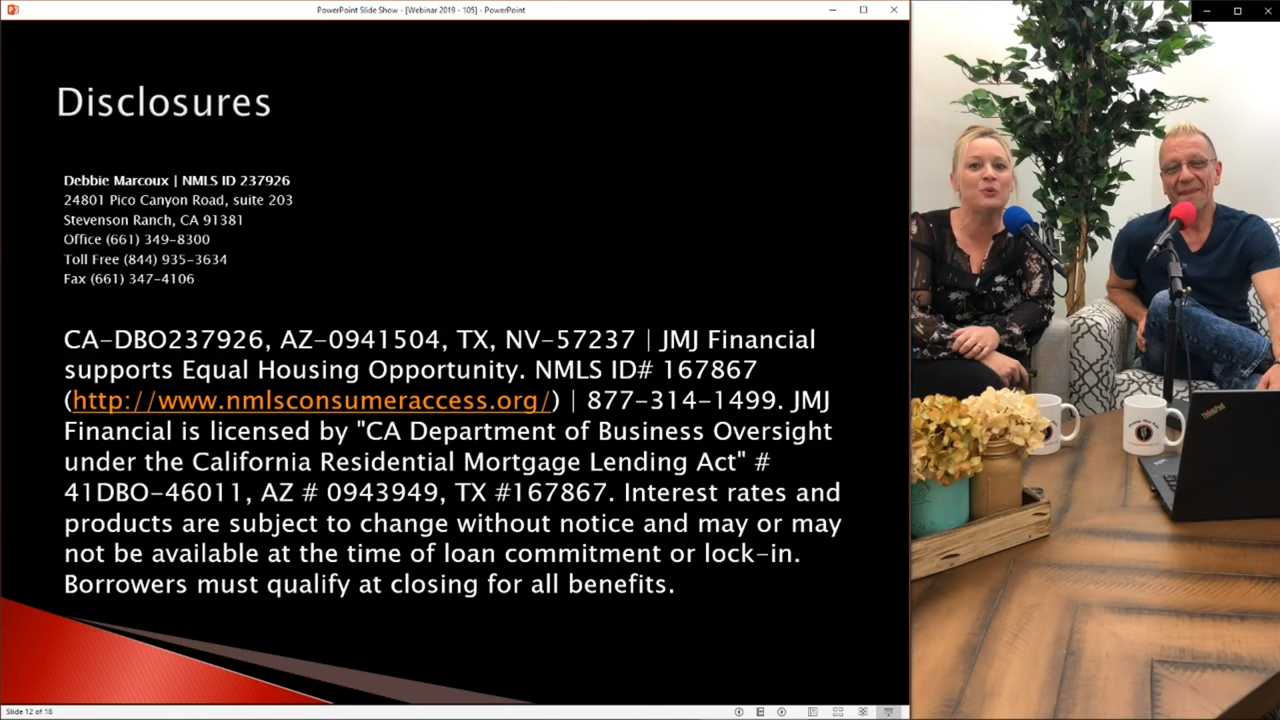 PowerPoint Slide Show - [Webinar 2019 - 105] - PowerPoint
Disclosures
Debbie Marcoux | NMLS ID 237926
24801 Pico Canyon Road, suite 203
Stevenson Ranch, CA 91381
Office (661) 349-8300
Toll Free (844) 935-3634
Fax (661) 347-4106
CA-DBO237926, AZ-0941504, TX, NV-57237 | JMJ Financial
supports Equal Housing Opportunity. NMLS ID# 167867
(http://www.nmlsconsumeraccess.org/) | 877-314-1499. JMJ
Financial is licensed by "CA Department of Business Oversight
under the California Residential Mortgage Lending Act" #
41DBO-46011, AZ # 0943949, TX #167867. Interest rates and
products are subject to change without notice and may or may
not be available at the time of loan commitment or lock-in.
Borrowers must qualify at closing for all benefits.
Slide 12 of 18
ThinkPad